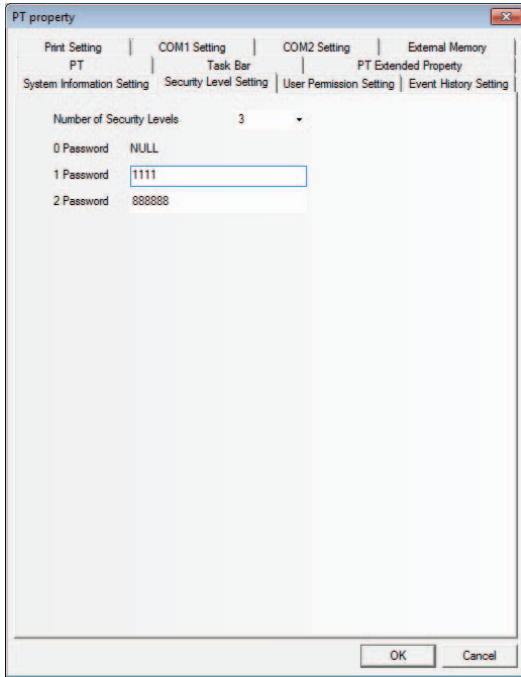 PT property
Print Setting COM1 Setting COM2 Setting External Memory
PT Task Bar PT Extended Property
System Information Setting Security Level Setting User Permission Setting Event History Setting
Number of Security Levels 3
0 Password NULL
1 Password 1111
2 Password 888888
OK Cancel